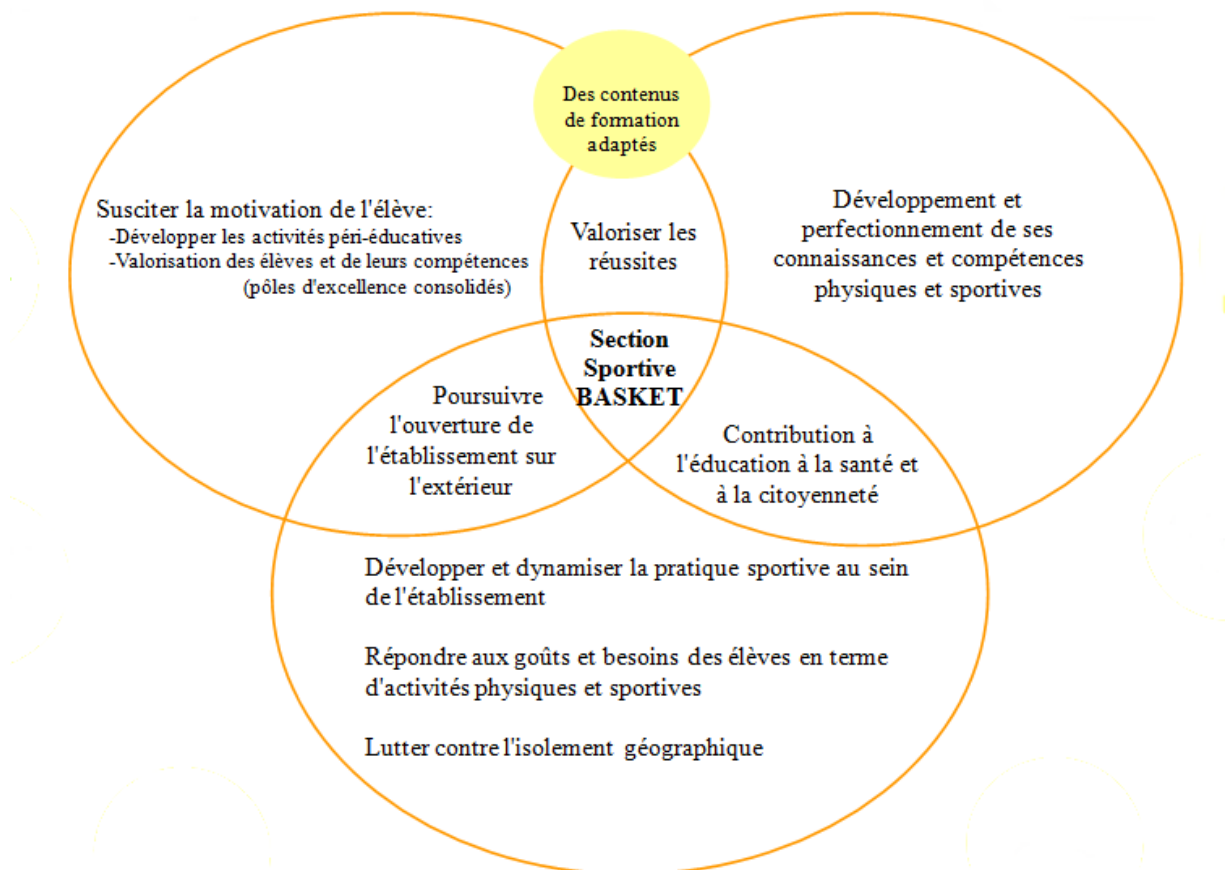 Des contenus
de formation
adaptés
Susciter la motivation de l'élève:
-Développer les activités péri-éducatives
-Valorisation des élèves et de leurs compétences
(pôles d'excellence consolidés)
Valoriser les
réussites
Développement et
perfectionnement de ses
connaissances et compétences
physiques et sportives
Section
Sportive
BASKET
Poursuivre
l'ouverture de
l'établissement sur
l'extérieur
Contribution à
l'éducation à la santé et
à la citoyenneté
Développer et dynamiser la pratique sportive au sein
de l'établissement
Répondre aux goûts et besoins des élèves en terme
d'activités physiques et sportives
Lutter contre l'isolement géographique